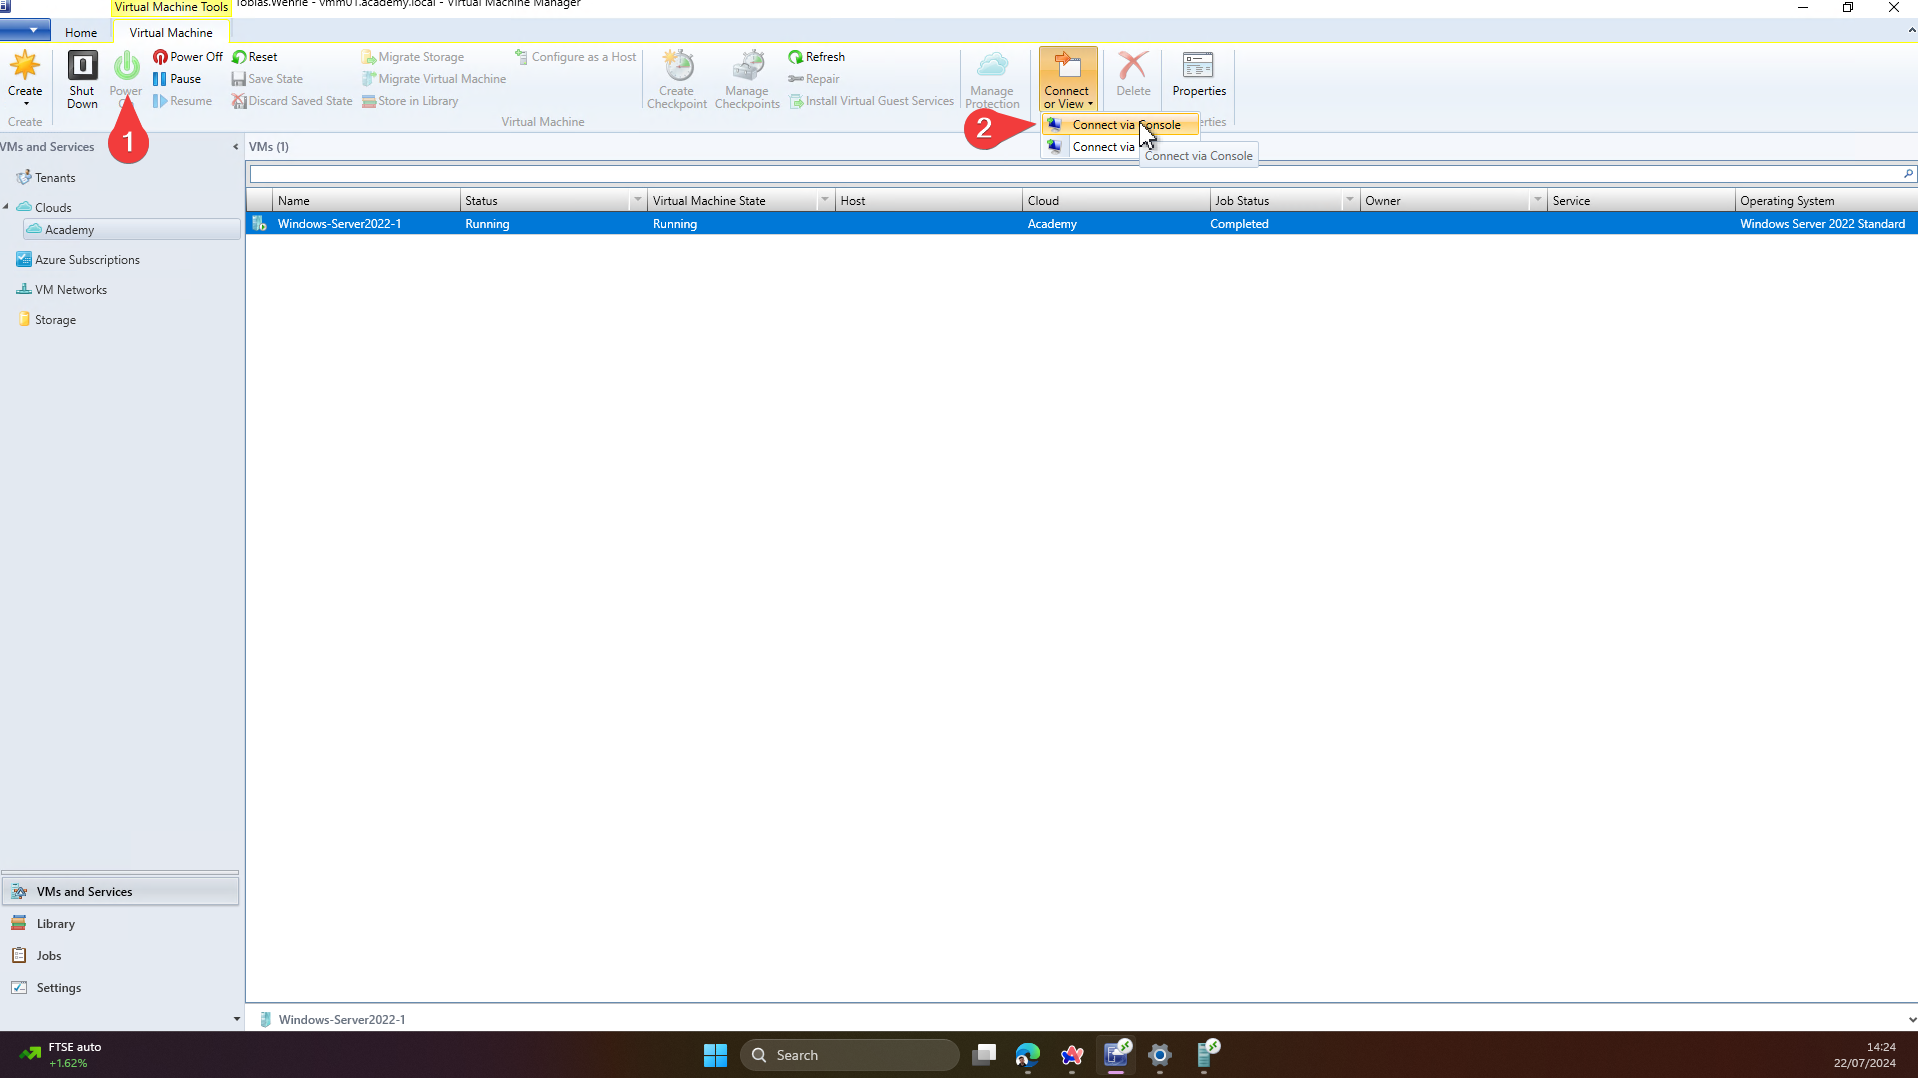 Virtual Machine Tools
Tobias.Wehrle - vmm01.academy.local - Virtual Machine Manager
Home
Virtual Machine
Create
Create
Shut Down
Power
1
Power Off
Pause
Resume
Reset
Save State
Discard Saved State
Migrate Storage
Migrate Virtual Machine
Store in Library
Configure as a Host
Virtual Machine
Create Checkpoint
Manage Checkpoints
Refresh
Repair
Install Virtual Guest Services
Manage Protection
2
Connect or View
Connect via Console
Connect via
Connect via Console
Delete
Properties
erties
VMs and Services
Tenants
Clouds
Academy
Azure Subscriptions
VM Networks
Storage
VMs (1)
Name Status Virtual Machine State Host Cloud Job Status Owner Service Operating System
Windows-Server2022-1 Running Running Academy Completed Windows Server 2022 Standard
VMs and Services
Library
Jobs
Settings
Windows-Server2022-1
FTSE auto
+1.62%
Search
14:24
22/07/2024